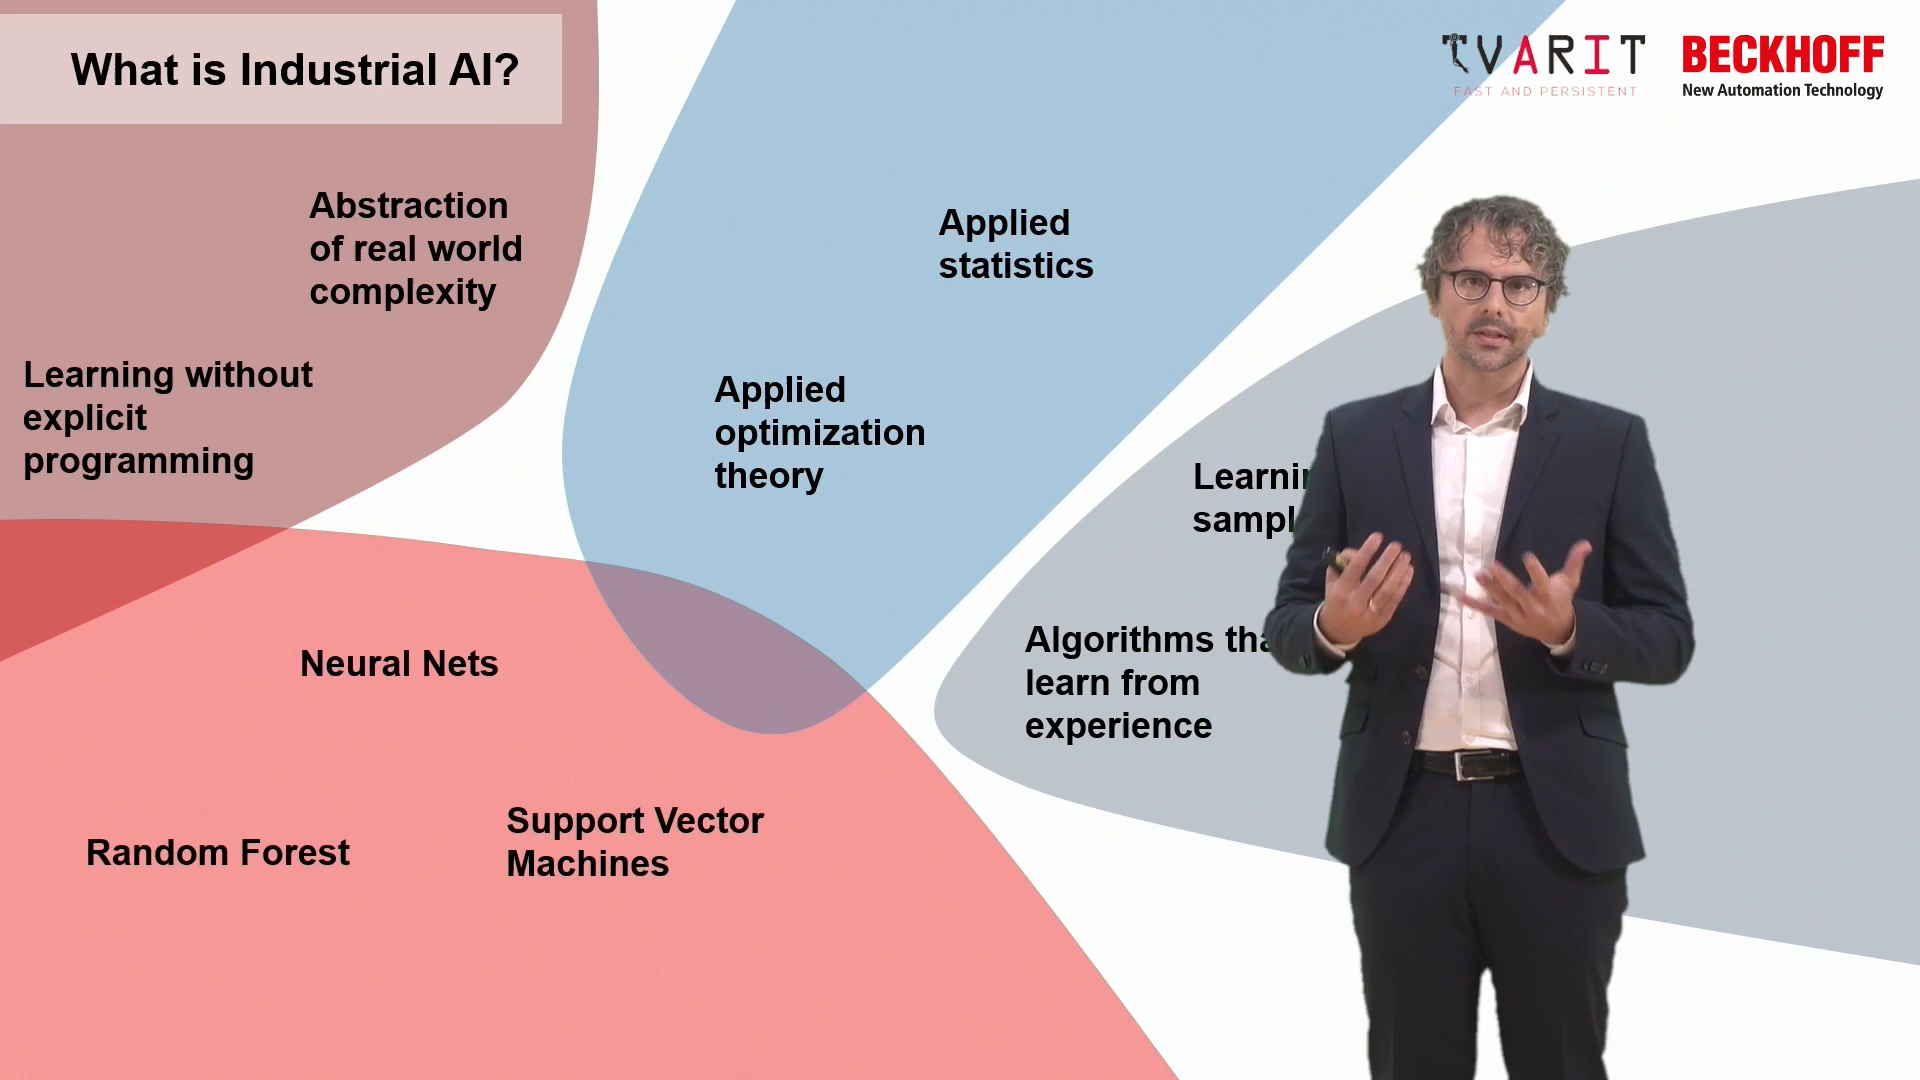 What is Industrial AI?
TVARIT
FAST AND PERSISTENT
BECKHOFF
New Automation Technology
Abstraction
of real world
complexity
Applied
statistics
Learning without
explicit
programming
Applied
optimization
theory
Algorithms
learn from
experience
Neural Nets
Support Vector
Machines
Random Forest